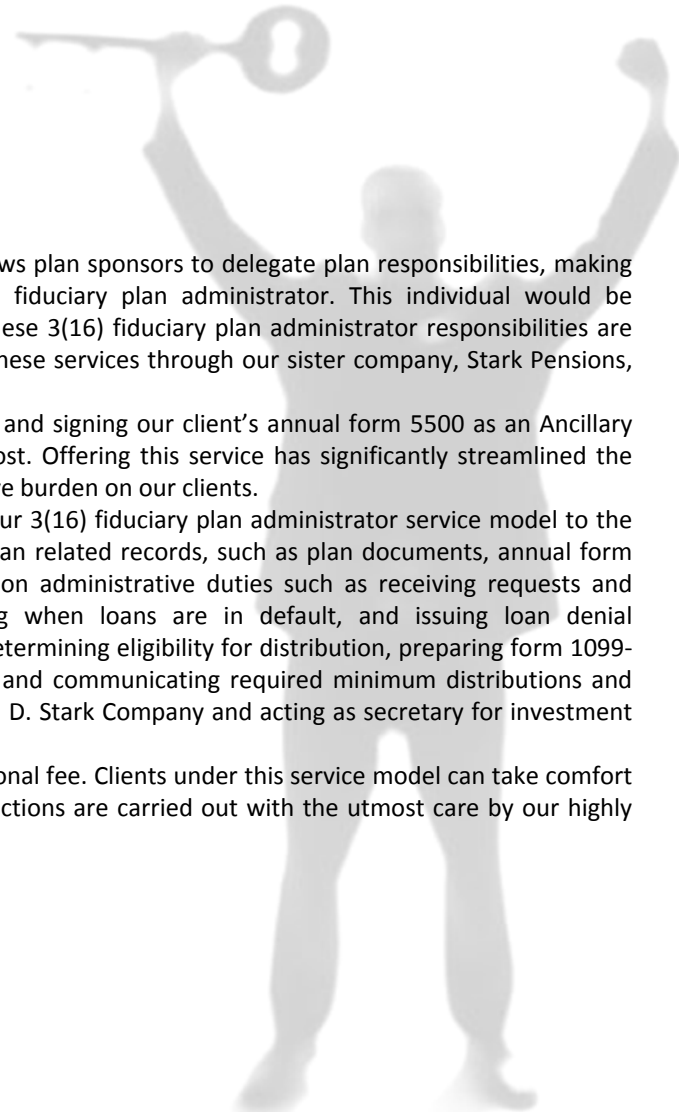 ws plan sponsors to delegate plan responsibilities, making
fiduciary plan administrator. This individual would be
ese 3(16) fiduciary plan administrator responsibilities are
hese services through our sister company, Stark Pensions,
and signing our client's annual form 5500 as an Ancillary
ost. Offering this service has significantly streamlined the
e burden on our clients.
ur 3(16) fiduciary plan administrator service model to the
an related records, such as plan documents, annual form
on administrative duties such as receiving requests and
g when loans are in default, and issuing loan denial
etermining eligibility for distribution, preparing form 1099-
and communicating required minimum distributions and
D. Stark Company and acting as secretary for investment
onal fee. Clients under this service model can take comfort
ctions are carried out with the utmost care by our highly